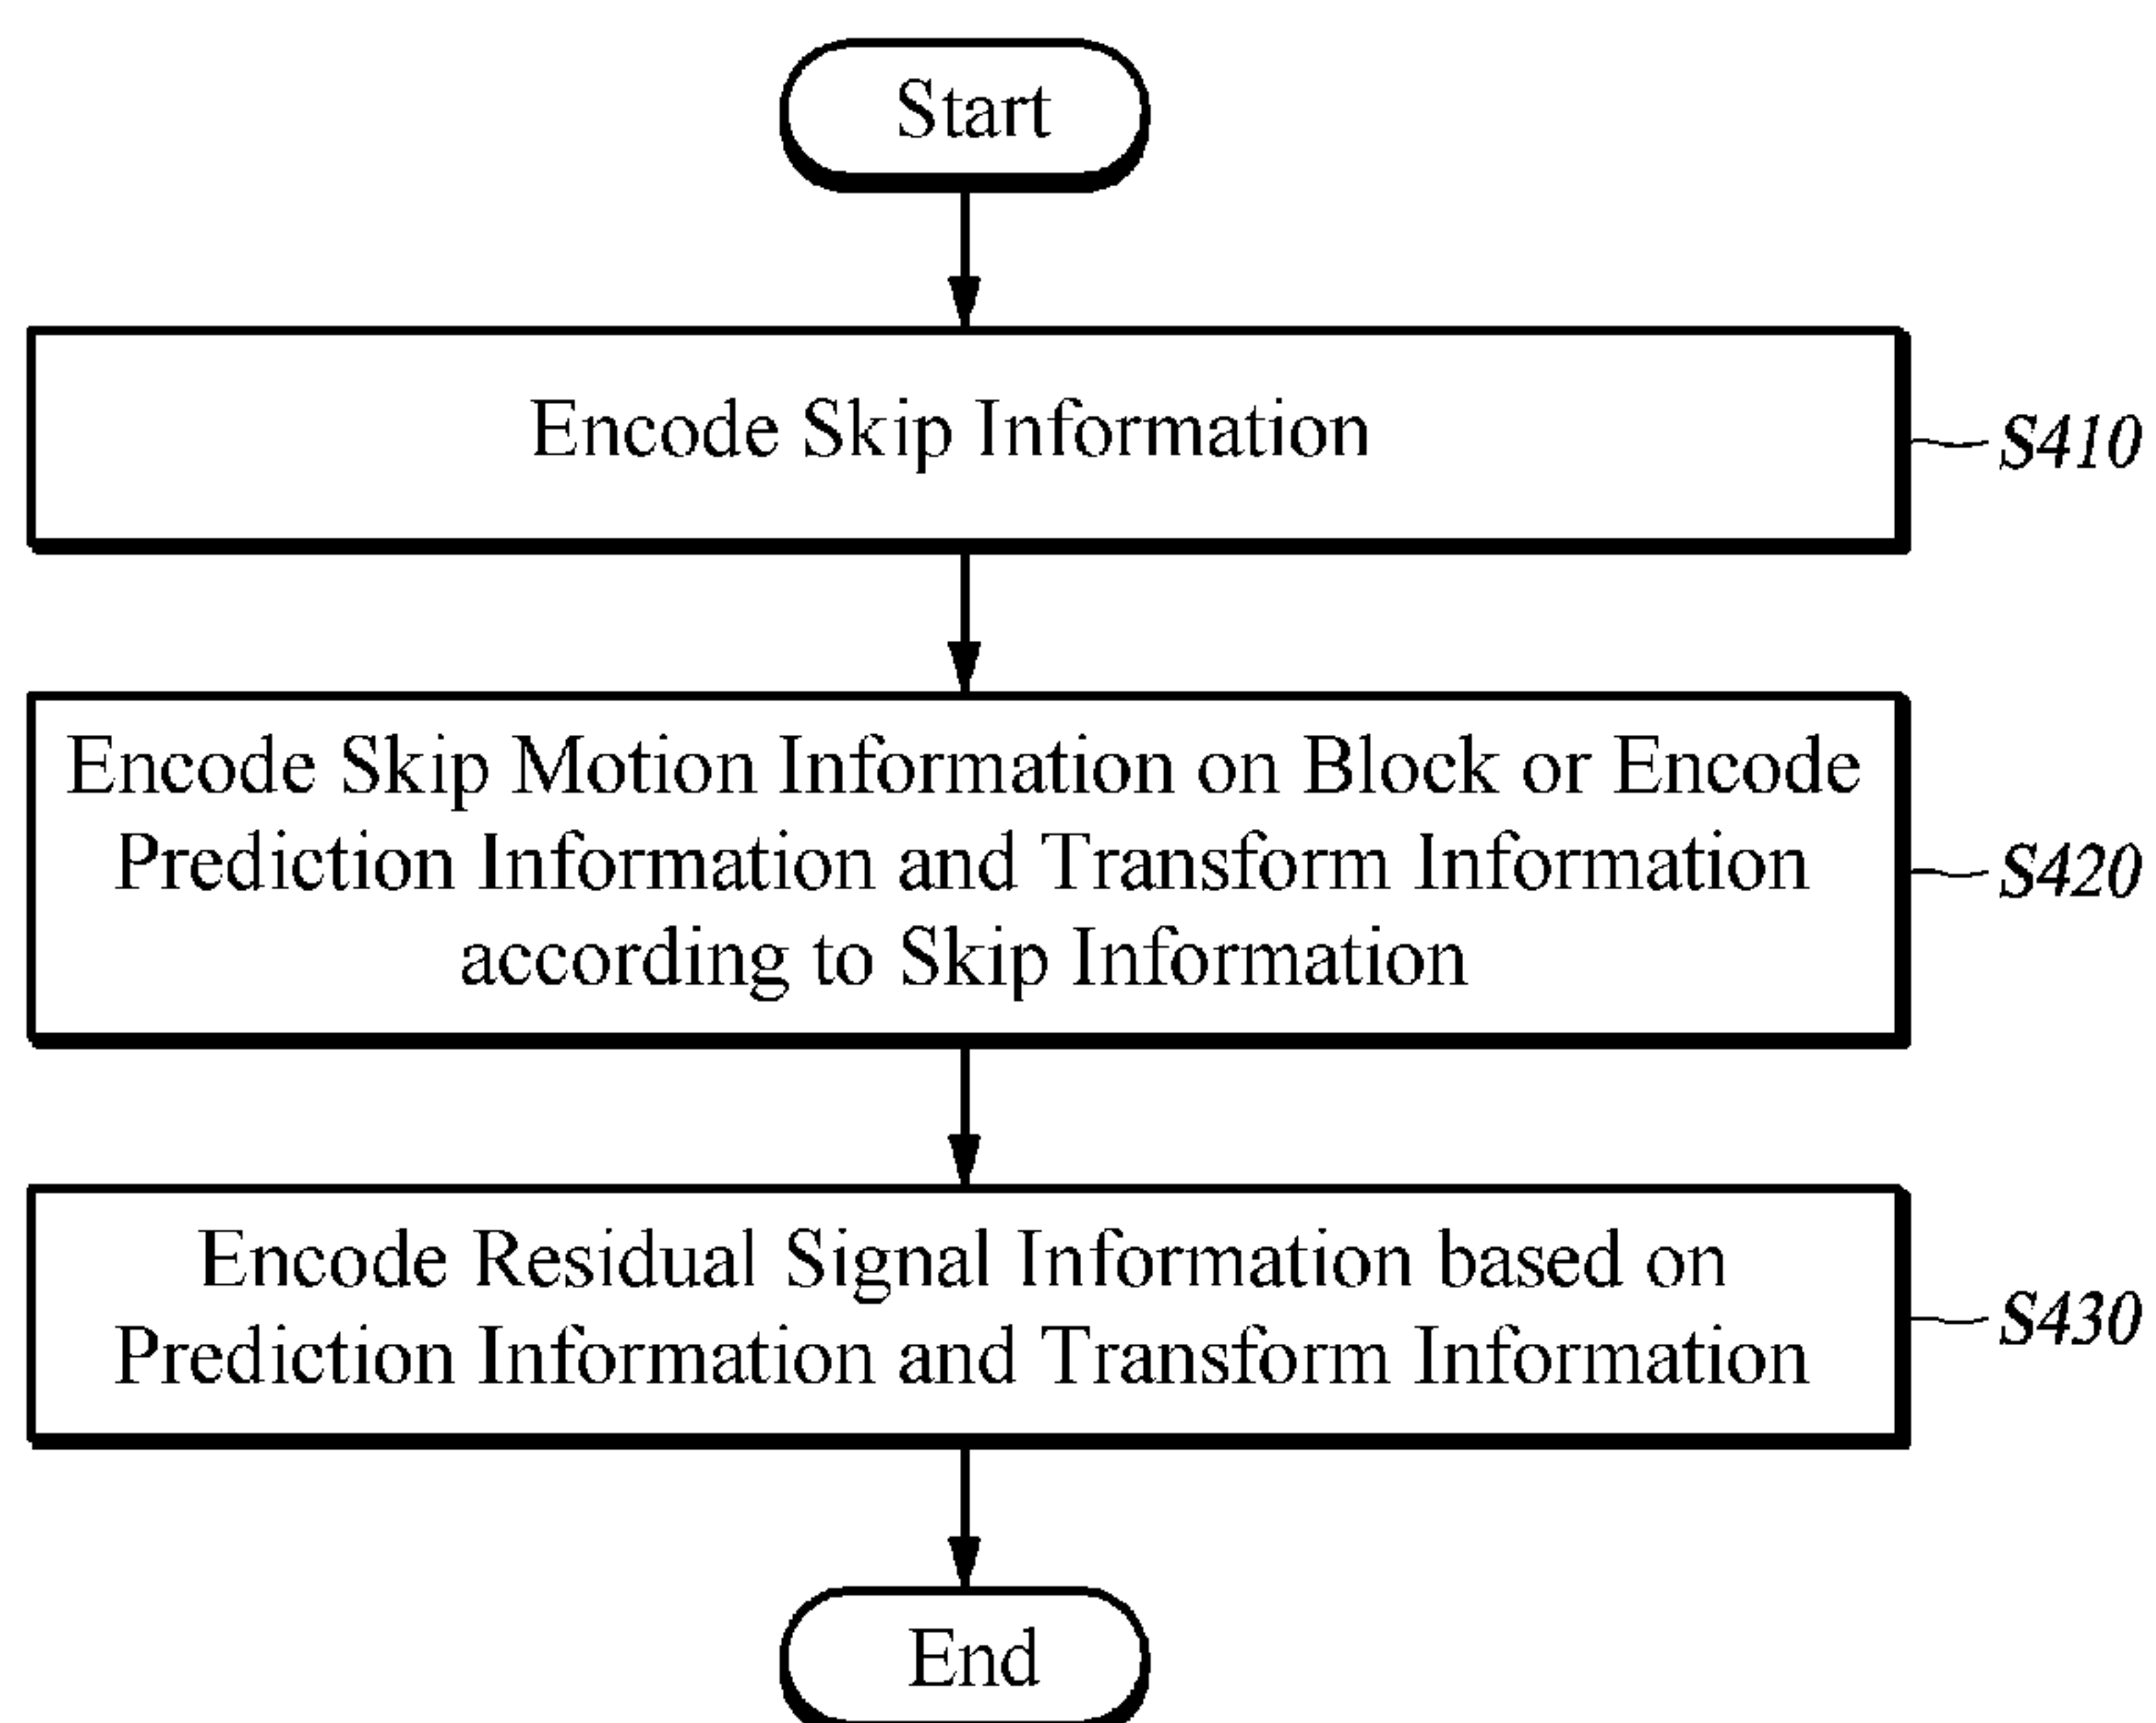 Start
Encode Skip Information
S410
Encode Skip Motion Information on Block or Encode
Prediction Information and Transform Information
according to Skip Information
S420
Encode Residual Signal Information based on
Prediction Information and Transform Information
S430
End